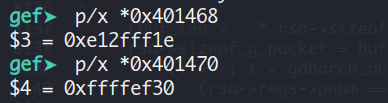 gef➤  p/x *0x401468
$3 = 0xe12fff1e
gef➤  p/x *0x401470
$4 = 0xffffef30